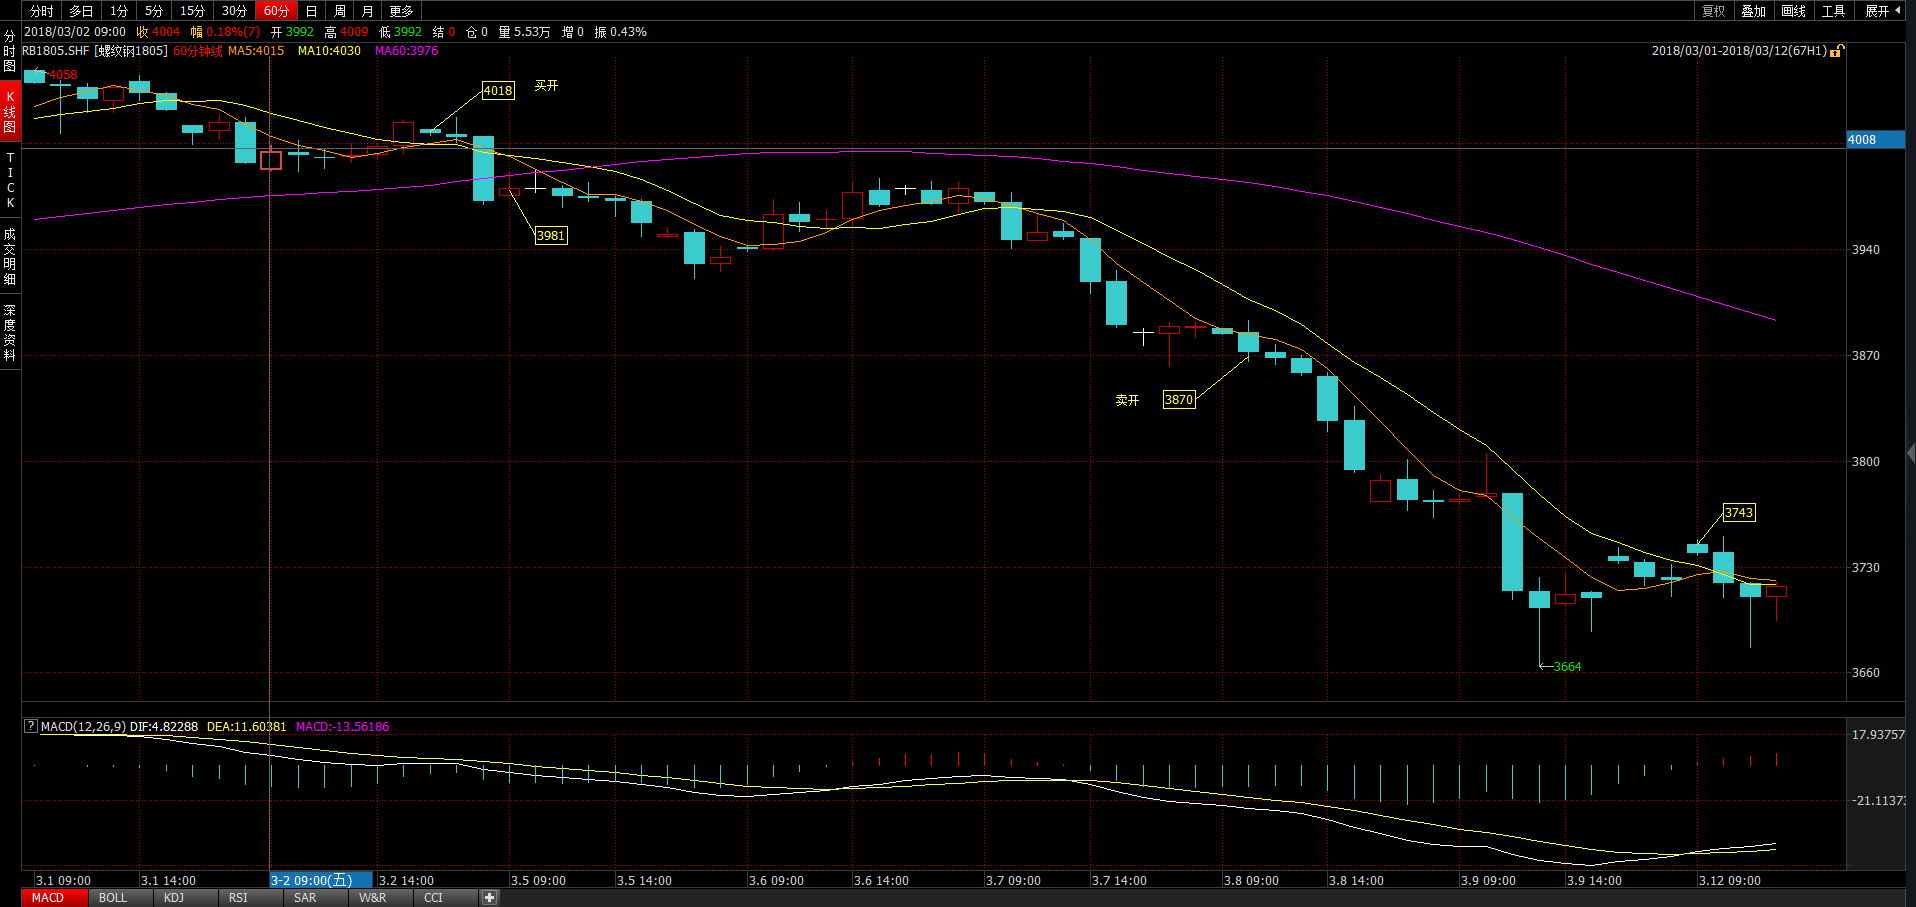 分时 多日 1分 5分 15分 30分 60分 日 周 月 更多 复权 叠加 画线 工具 展开
2018/03/02 09:00 收 4004 幅 0.18%(7) 开 3992 高 4009 低 3992 结 0 仓 0 量 5.53万 增 0 振 0.43%
RB1805.SHF [螺纹钢1805] 60分钟线 MA5:4015 MA10:4030 MA60:3976 2018/03/01-2018/03/12(67H1)
分时图
K线图
TICK
成交明细
深度资料
4058
4018 买开
4008
3981
3940
3870
卖开 3870
3800
3743
3730
3664
3660
? MACD(12,26,9) DIF:4.82288 DEA:11.60381 MACD:-13.56186
17.93757
-21.11373
3.1 09:00 3.1 14:00 3-2 09:00(五) 3.2 14:00 3.5 09:00 3.5 14:00 3.6 09:00 3.6 14:00 3.7 09:00 3.7 14:00 3.8 09:00 3.8 14:00 3.9 09:00 3.9 14:00 3.12 09:00
MACD BOLL KDJ RSI SAR W&R CCI